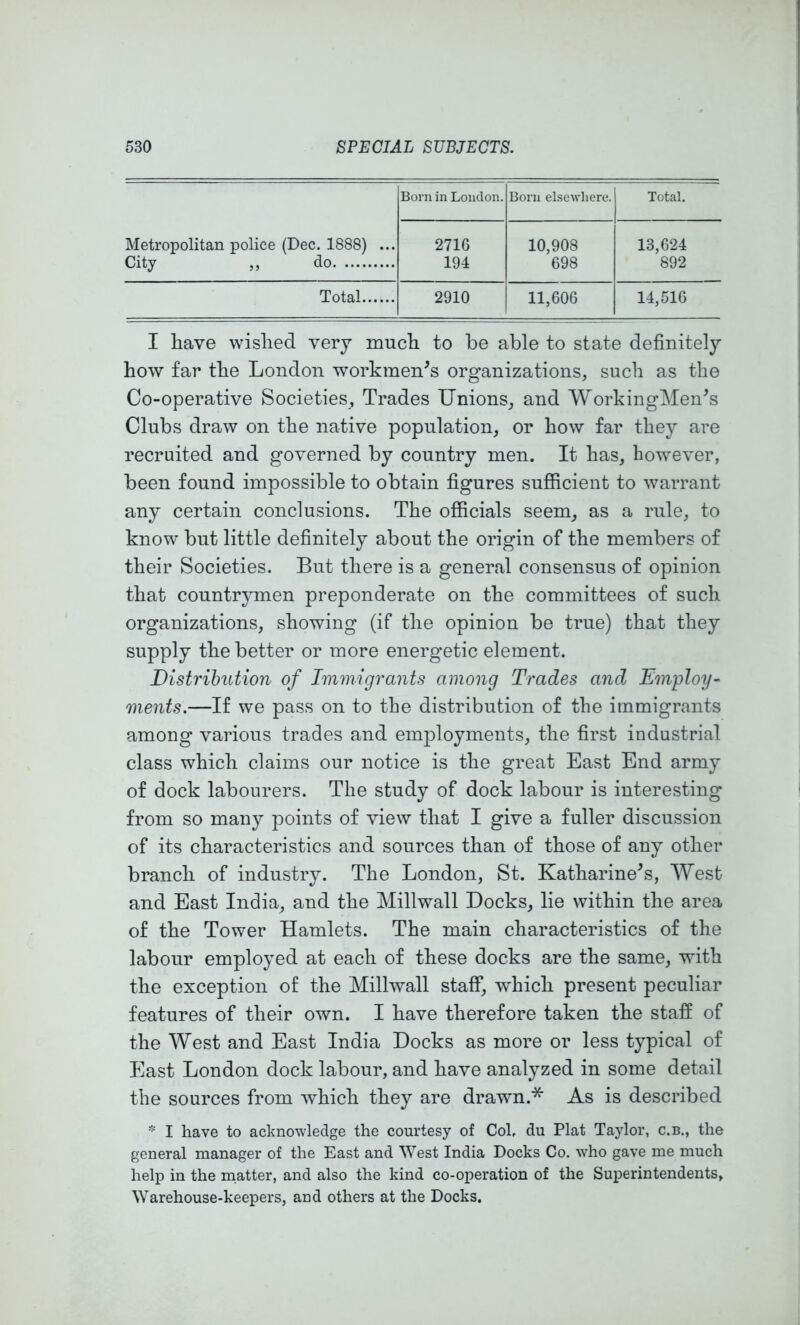 530 SPECIAL SUBJECTS.
Born in London. Born elsewhere. Total.
Metropolitan police (Dec. 1888) ... 2716 10,908 13,624
City ,, do. .......... 194 698 892
Total...... 2910 11,606 14,516
I have wished very much to be able to state definitely
how far the London workmen's organizations, such as the
Co-operative Societies, Trades Unions, and WorkingMen's
Clubs draw on the native population, or how far they are
recruited and governed by country men. It has, however,
been found impossible to obtain figures sufficient to warrant
any certain conclusions. The officials seem, as a rule, to
know but little definitely about the origin of the members of
their Societies. But there is a general consensus of opinion
that countrymen preponderate on the committees of such
organizations, showing (if the opinion be true) that they
supply the better or more energetic element.
Distribution of Immigrants among Trades and Employ-
ments.—If we pass on to the distribution of the immigrants
among various trades and employments, the first industrial
class which claims our notice is the great East End army
of dock labourers. The study of dock labour is interesting
from so many points of view that I give a fuller discussion
of its characteristics and sources than of those of any other
branch of industry. The London, St. Katharine's, West
and East India, and the Millwall Docks, lie within the area
of the Tower Hamlets. The main characteristics of the
labour employed at each of these docks are the same, with
the exception of the Millwall staff, which present peculiar
features of their own. I have therefore taken the staff of
the West and East India Docks as more or less typical of
East London dock labour, and have analyzed in some detail
the sources from which they are drawn.* As is described
* I have to acknowledge the courtesy of Col. du Plat Taylor, C.B., the
general manager of the East and West India Docks Co. who gave me much
help in the matter, and also the kind co-operation of the Superintendents,
Warehouse-keepers, and others at the Docks.